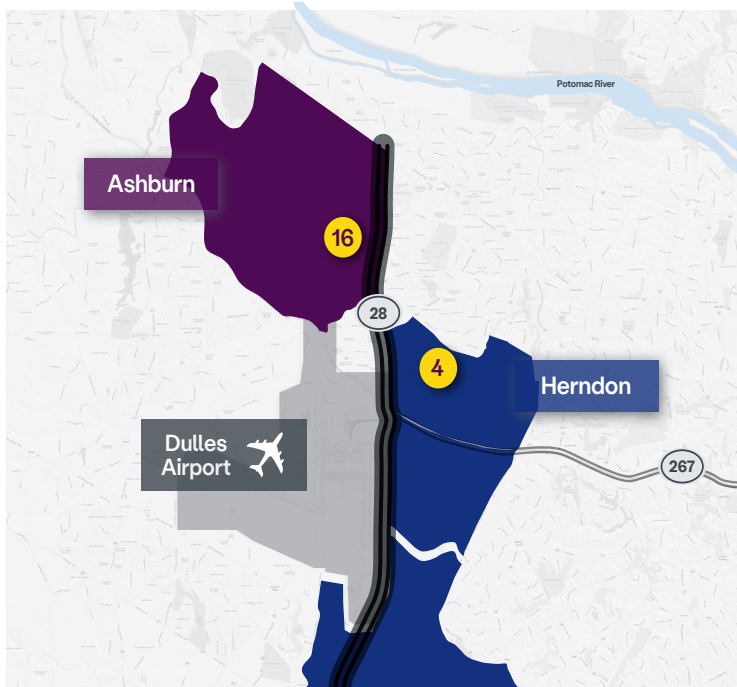 Potomac River
Ashburn
16
28
4
Herndon
Dulles
Airport
267